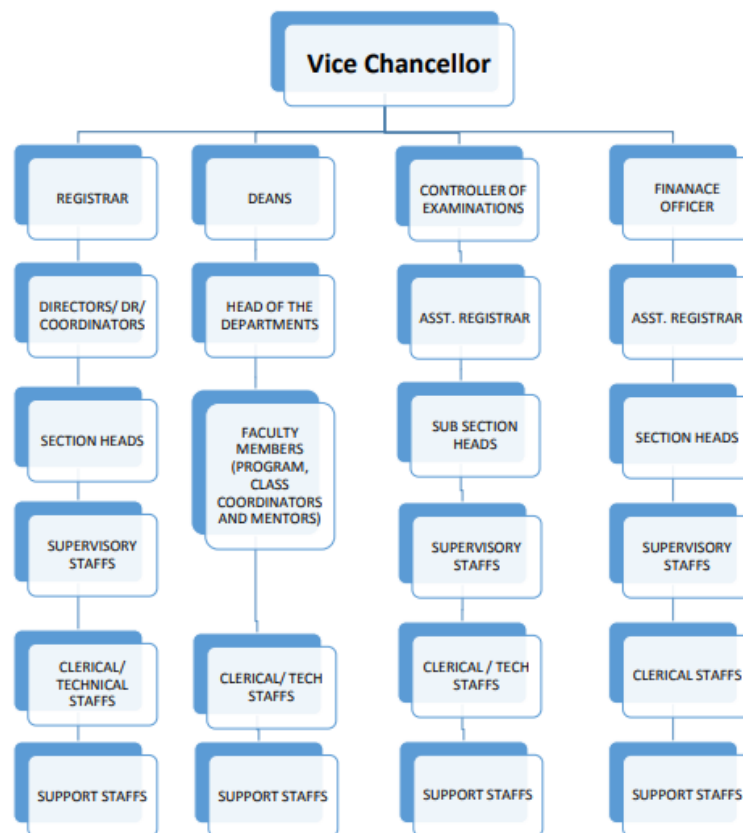 Vice Chancellor
REGISTRAR
DEANS
CONTROLLER OF
EXAMINATIONS
FINANACE
OFFICER
DIRECTORS/ DR/
COORDINATORS
HEAD OF THE
DEPARTMENTS
ASST. REGISTRAR
ASST. REGISTRAR
SECTION HEADS
FACULTY
MEMBERS
(PROGRAM,
CLASS
COORDINATORS
AND MENTORS)
SUB SECTION
HEADS
SECTION HEADS
SUPERVISORY
STAFFS
SUPERVISORY
STAFFS
SUPERVISORY
STAFFS
CLERICAL/
TECHNICAL
STAFFS
CLERICAL/ TECH
STAFFS
CLERICAL / TECH
STAFFS
CLERICAL STAFFS
SUPPORT STAFFS
SUPPORT STAFFS
SUPPORT STAFFS
SUPPORT STAFFS